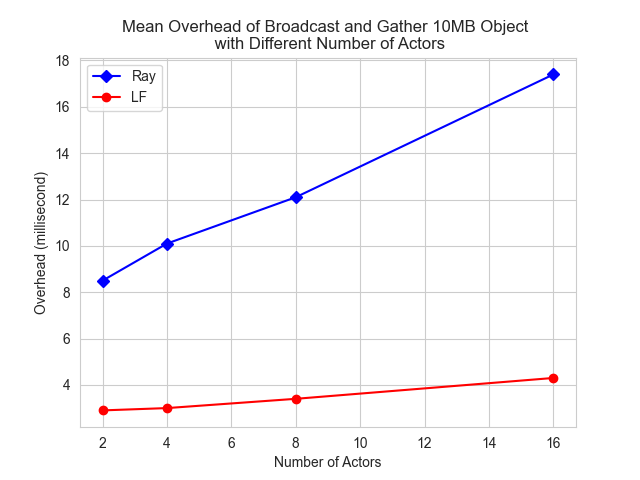 Mean Overhead of Broadcast and Gather 10MB Object
with Different Number of Actors
Ray
LF
Overhead (millisecond)
18
16
14
12
10
8
6
4
2 4 6 8 10 12 14 16
Number of Actors